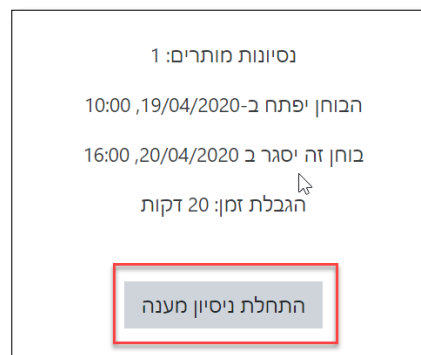 נסיונות מותרים: 1
הבוחן יפתח ב-19/04/2020, 10:00
בוחן זה יסגר ב 20/04/2020, 16:00
הגבלת זמן: 20 דקות
התחלת ניסיון מענה